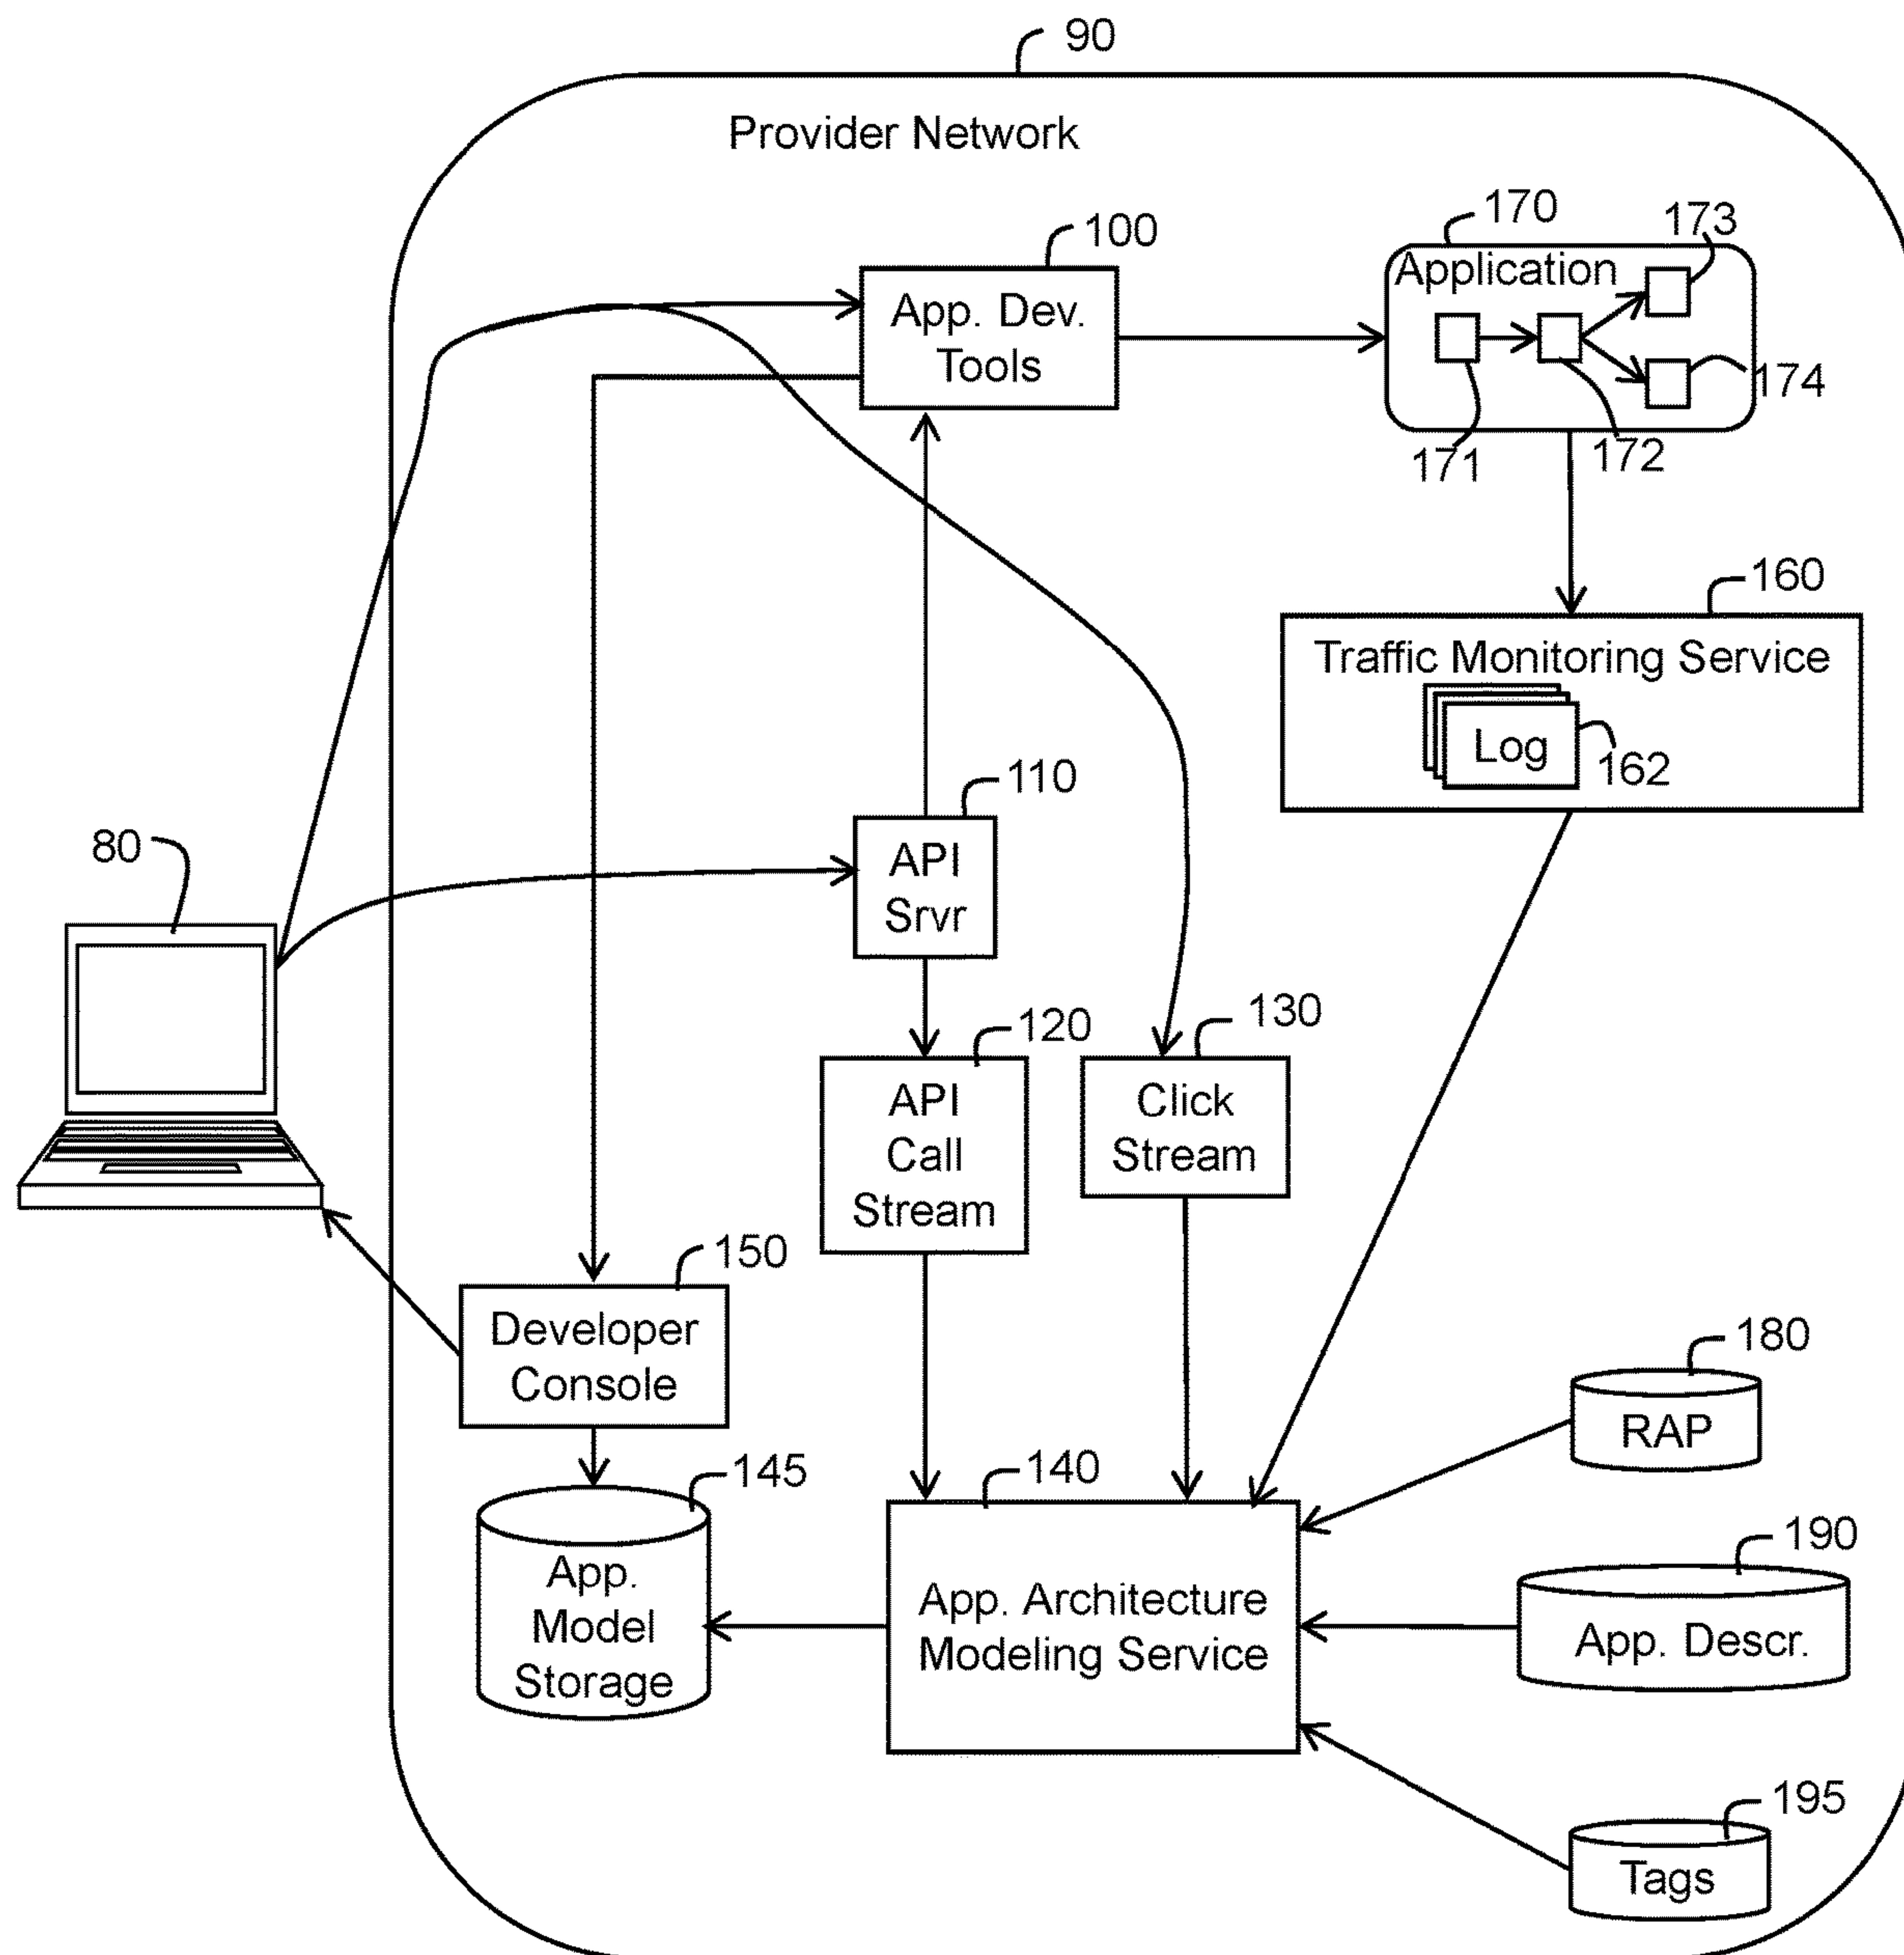 90
Provider Network
100
App. Dev.
Tools
170
173
Application
174
171
172
160
Traffic Monitoring Service
Log
162
110
API
Srvr
80
120
API
Call
Stream
130
Click
Stream
150
Developer
Console
180
RAP
145
App.
Model
Storage
140
App. Architecture
Modeling Service
190
App. Descr.
195
Tags